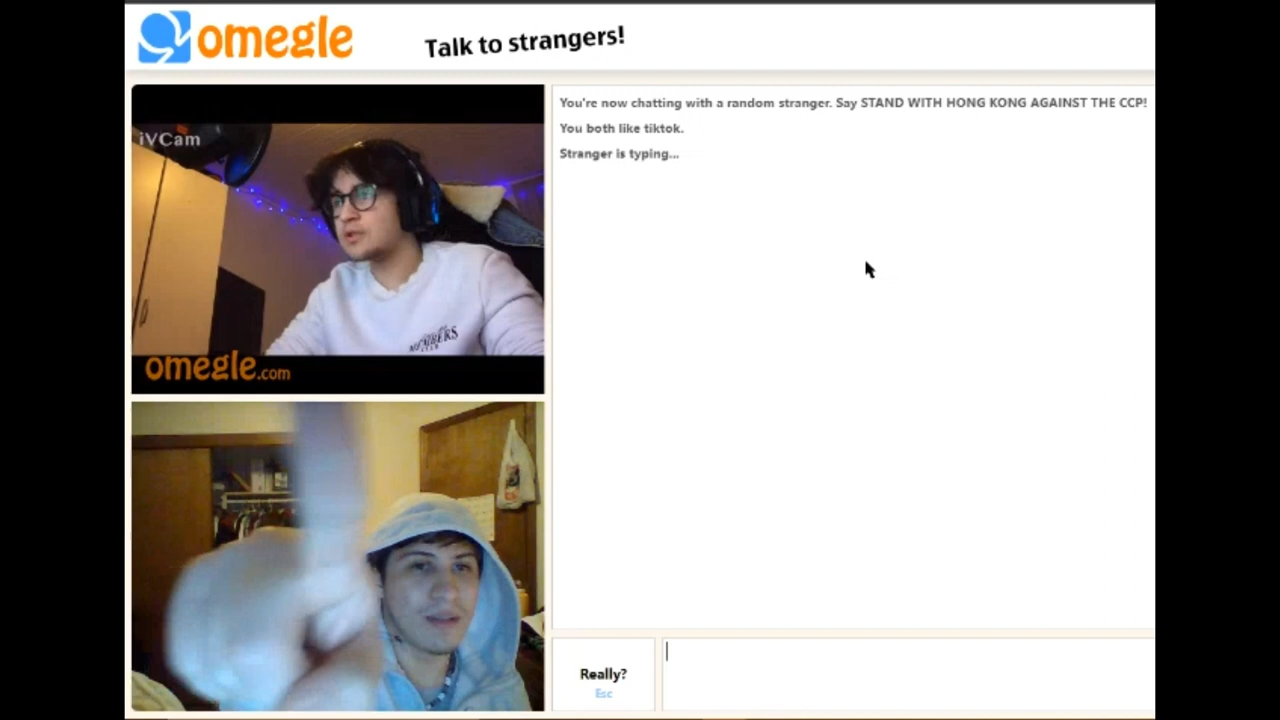 omegle
Talk to strangers!
You're now chatting with a random stranger. Say STAND WITH HONG KONG AGAINST THE CCP!
You both like tiktok.
Stranger is typing...
iVCam
MEMBERS
omegle.com
Really?
Esc